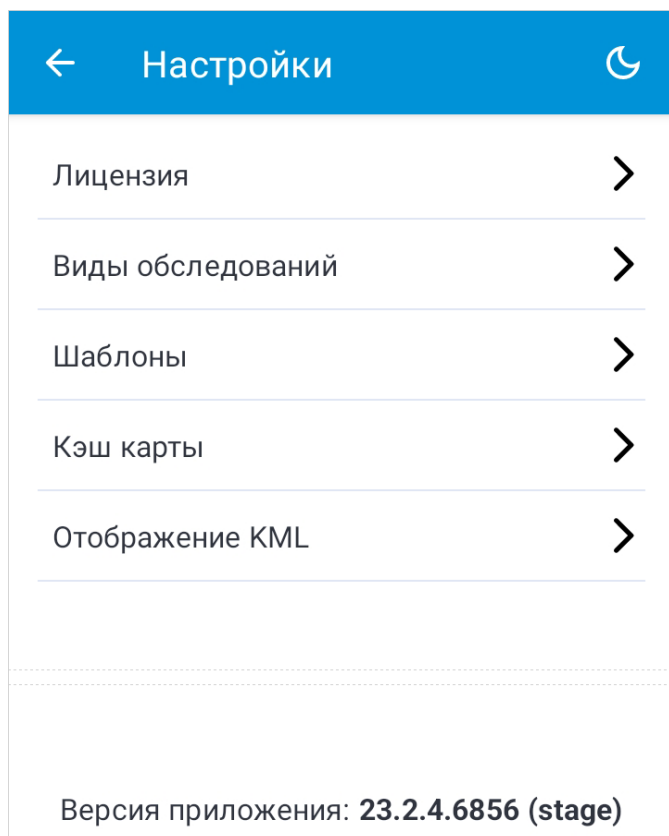 Настройки
Лицензия
Виды обследований
Шаблоны
Кэш карты
Отображение KML
Версия приложения: 23.2.4.6856 (stage)